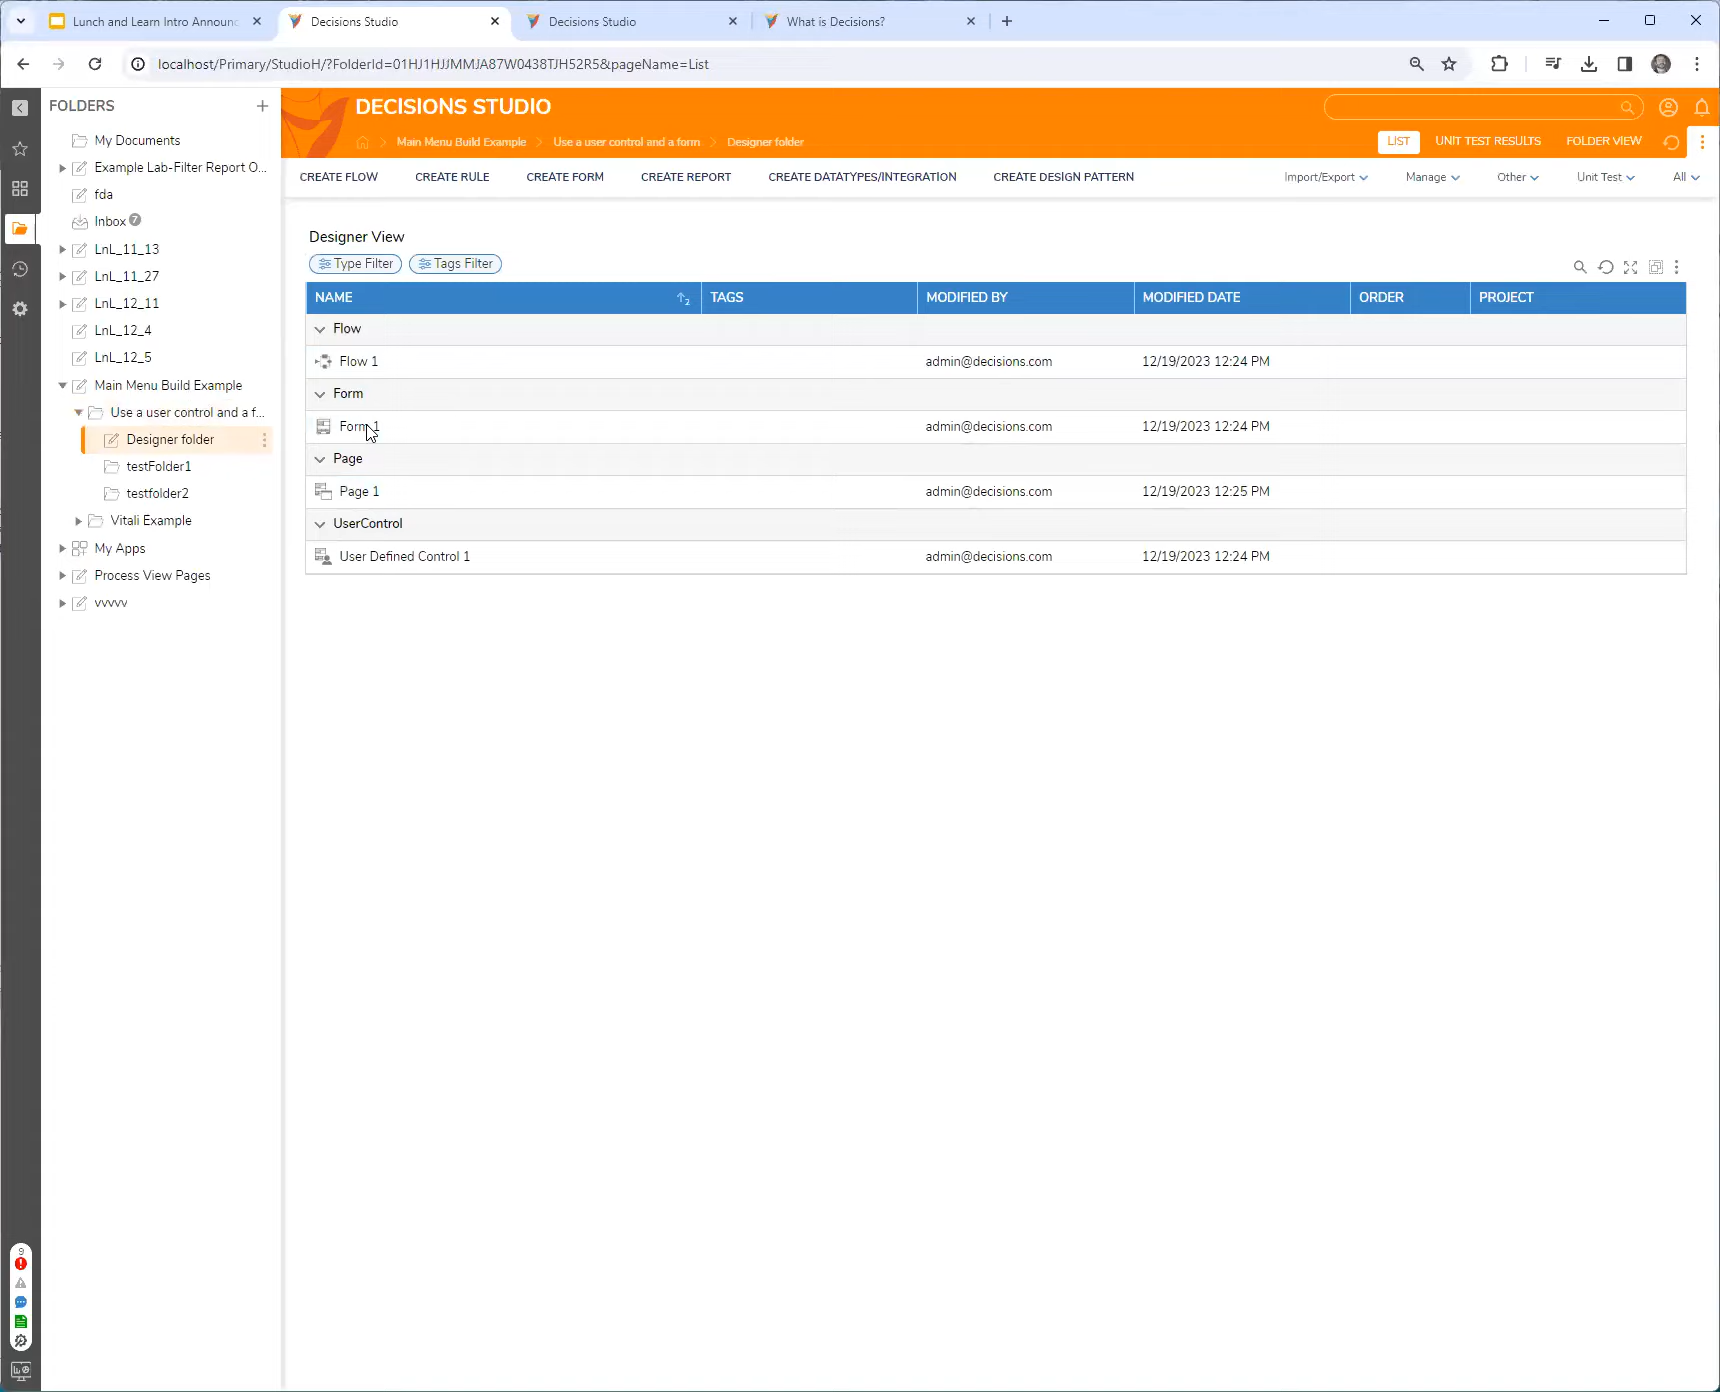 Lunch and Learn Intro Announc
Decisions Studio
Decisions Studio
What is Decisions?
localhost/Primary/StudioH/?FolderId=01HJ1HJJMMJA87W0438TJH52R5&pageName=List
FOLDERS
My Documents
Example Lab-Filter Report O...
fda
Inbox 7
LnL_11_13
LnL_11_27
LnL_12_11
LnL_12_4
LnL_12_5
Main Menu Build Example
Use a user control and a f...
Designer folder
testFolder1
testfolder2
Vitali Example
My Apps
Process View Pages
vvvvv
9
DECISIONS STUDIO
Main Menu Build Example > Use a user control and a form > Designer folder
LIST UNIT TEST RESULTS FOLDER VIEW
CREATE FLOW CREATE RULE CREATE FORM CREATE REPORT CREATE DATATYPES/INTEGRATION CREATE DESIGN PATTERN Import/Export Manage Other Unit Test All
Designer View
Type Filter Tags Filter
NAME TAGS MODIFIED BY MODIFIED DATE ORDER PROJECT
Flow
Flow 1 admin@decisions.com 12/19/2023 12:24 PM
Form
Form 1 admin@decisions.com 12/19/2023 12:24 PM
Page
Page 1 admin@decisions.com 12/19/2023 12:25 PM
UserControl
User Defined Control 1 admin@decisions.com 12/19/2023 12:24 PM